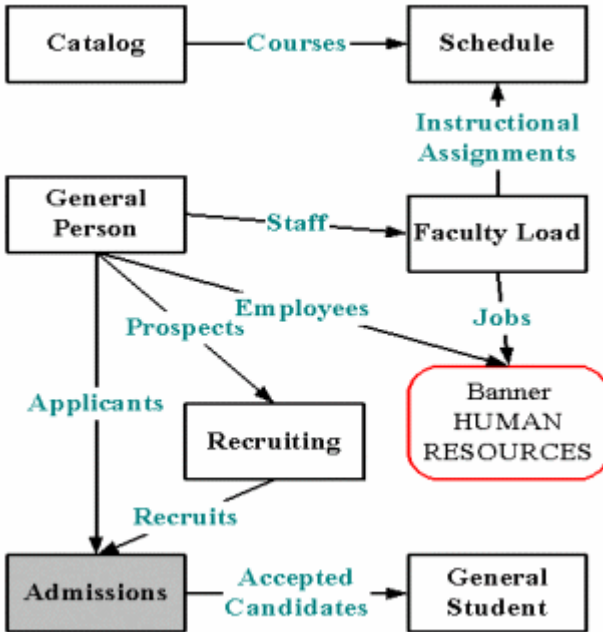 Catalog
Courses
Schedule
Instructional
Assignments
General
Person
Staff
Faculty Load
Employees
Prospects
Jobs
Applicants
Banner
HUMAN
RESOURCES
Recruiting
Recruits
Admissions
Accepted
Candidates
General
Student